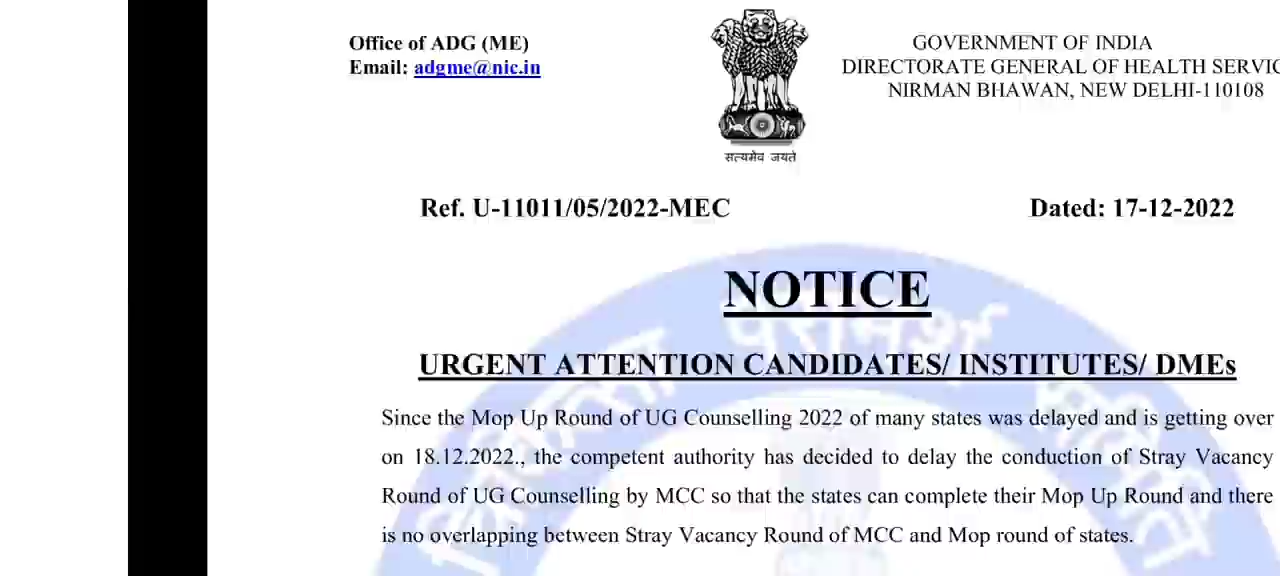 Office of ADG (ME)
Email: adgme@nic.in
सत्यमेव जयते
GOVERNMENT OF INDIA
DIRECTORATE GENERAL OF HEALTH
NIRMAN BHAWAN, NEW DELHI-110108
Ref. U-11011/05/2022-MEC
Dated: 17-12-2022
NOTICE
URGENT ATTENTION CANDIDATES/ INSTITUTES/ DMEs
Since the Mop Up Round of UG Counselling 2022 of many states was delayed and is getting over
on 18.12.2022., the competent authority has decided to delay the conduction of Stray Vacancy
Round of UG Counselling by MCC so that the states can complete their Mop Up Round and there
is no overlapping between Stray Vacancy Round of MCC and Mop round of states.
चिकित्सा परामर्श समिति